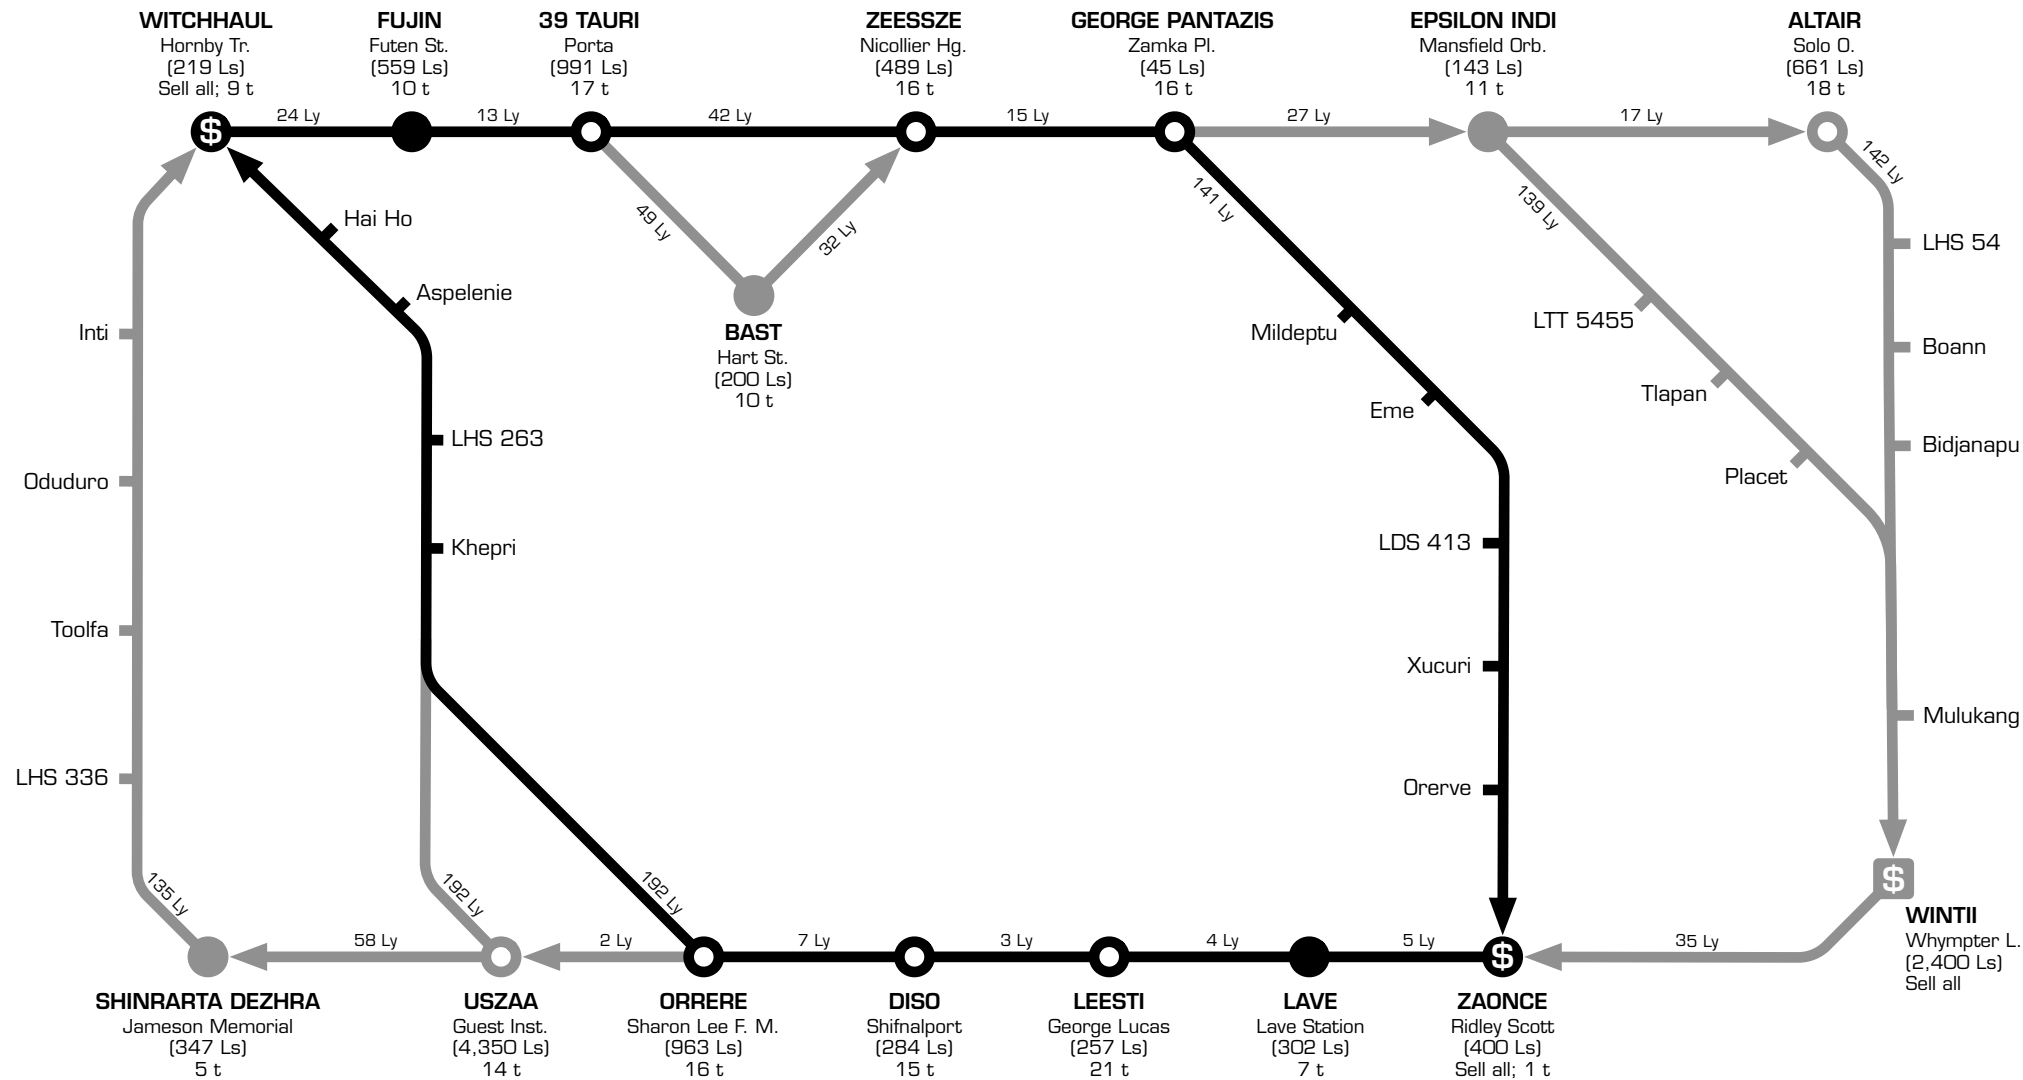 WITCHHAUL
Hornby Tr.
(219 Ls)
Sell all; 9 t
FUJIN
Futen St.
(559 Ls)
10 t
39 TAURI
Porta
(991 Ls)
17 t
ZEESSZE
Nicollier Hg.
(489 Ls)
16 t
GEORGE PANTAZIS
Zamka Pl.
(45 Ls)
16 t
EPSILON INDI
Mansfield Orb.
(143 Ls)
11 t
ALTAIR
Solo O.
(661 Ls)
18 t
$
24 Ly
13 Ly
42 Ly
15 Ly
27 Ly
17 Ly
142 Ly
49 Ly
32 Ly
141 Ly
139 Ly
BAST
Hart St.
(200 Ls)
10 t
Hai Ho
Aspelenie
LHS 263
Khepri
Inti
Oduduro
Toolfa
LHS 336
Mildeptu
Eme
LDS 413
Xucuri
Orerve
LTT 5455
Tlapan
Placet
LHS 54
Boann
Bidjanapu
Mulukang
$
WINTII
Whympter L.
(2,400 Ls)
Sell all
135 Ly
192 Ly
192 Ly
58 Ly
2 Ly
7 Ly
3 Ly
4 Ly
5 Ly
35 Ly
$
SHINRARTA DEZHRA
Jameson Memorial
(347 Ls)
5 t
USZAA
Guest Inst.
(4,350 Ls)
14 t
ORRERE
Sharon Lee F. M.
(963 Ls)
16 t
DISO
Shifnalport
(284 Ls)
15 t
LEESTI
George Lucas
(257 Ls)
21 t
LAVE
Lave Station
(302 Ls)
7 t
ZAONCE
Ridley Scott
(400 Ls)
Sell all; 1 t